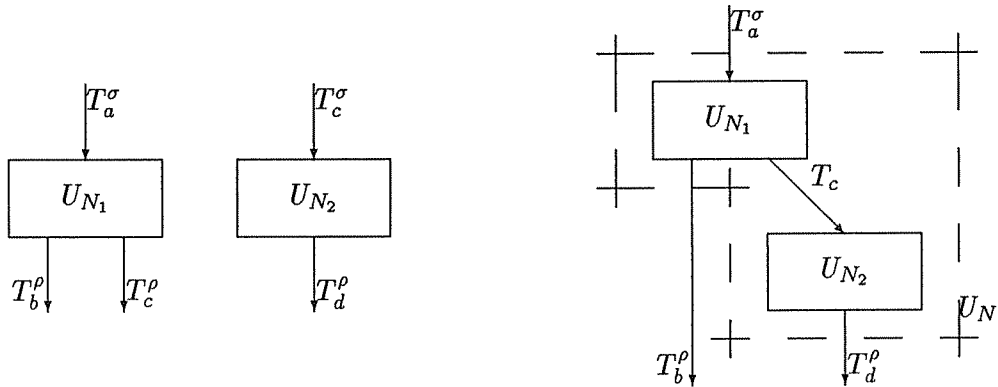 T_a^σ
T_c^σ
U_{N_1}
U_{N_2}
T_b^ρ
T_c^ρ
T_d^ρ
T_a^σ
U_{N_1}
T_c
U_{N_2}
U_N
T_b^ρ
T_d^ρ